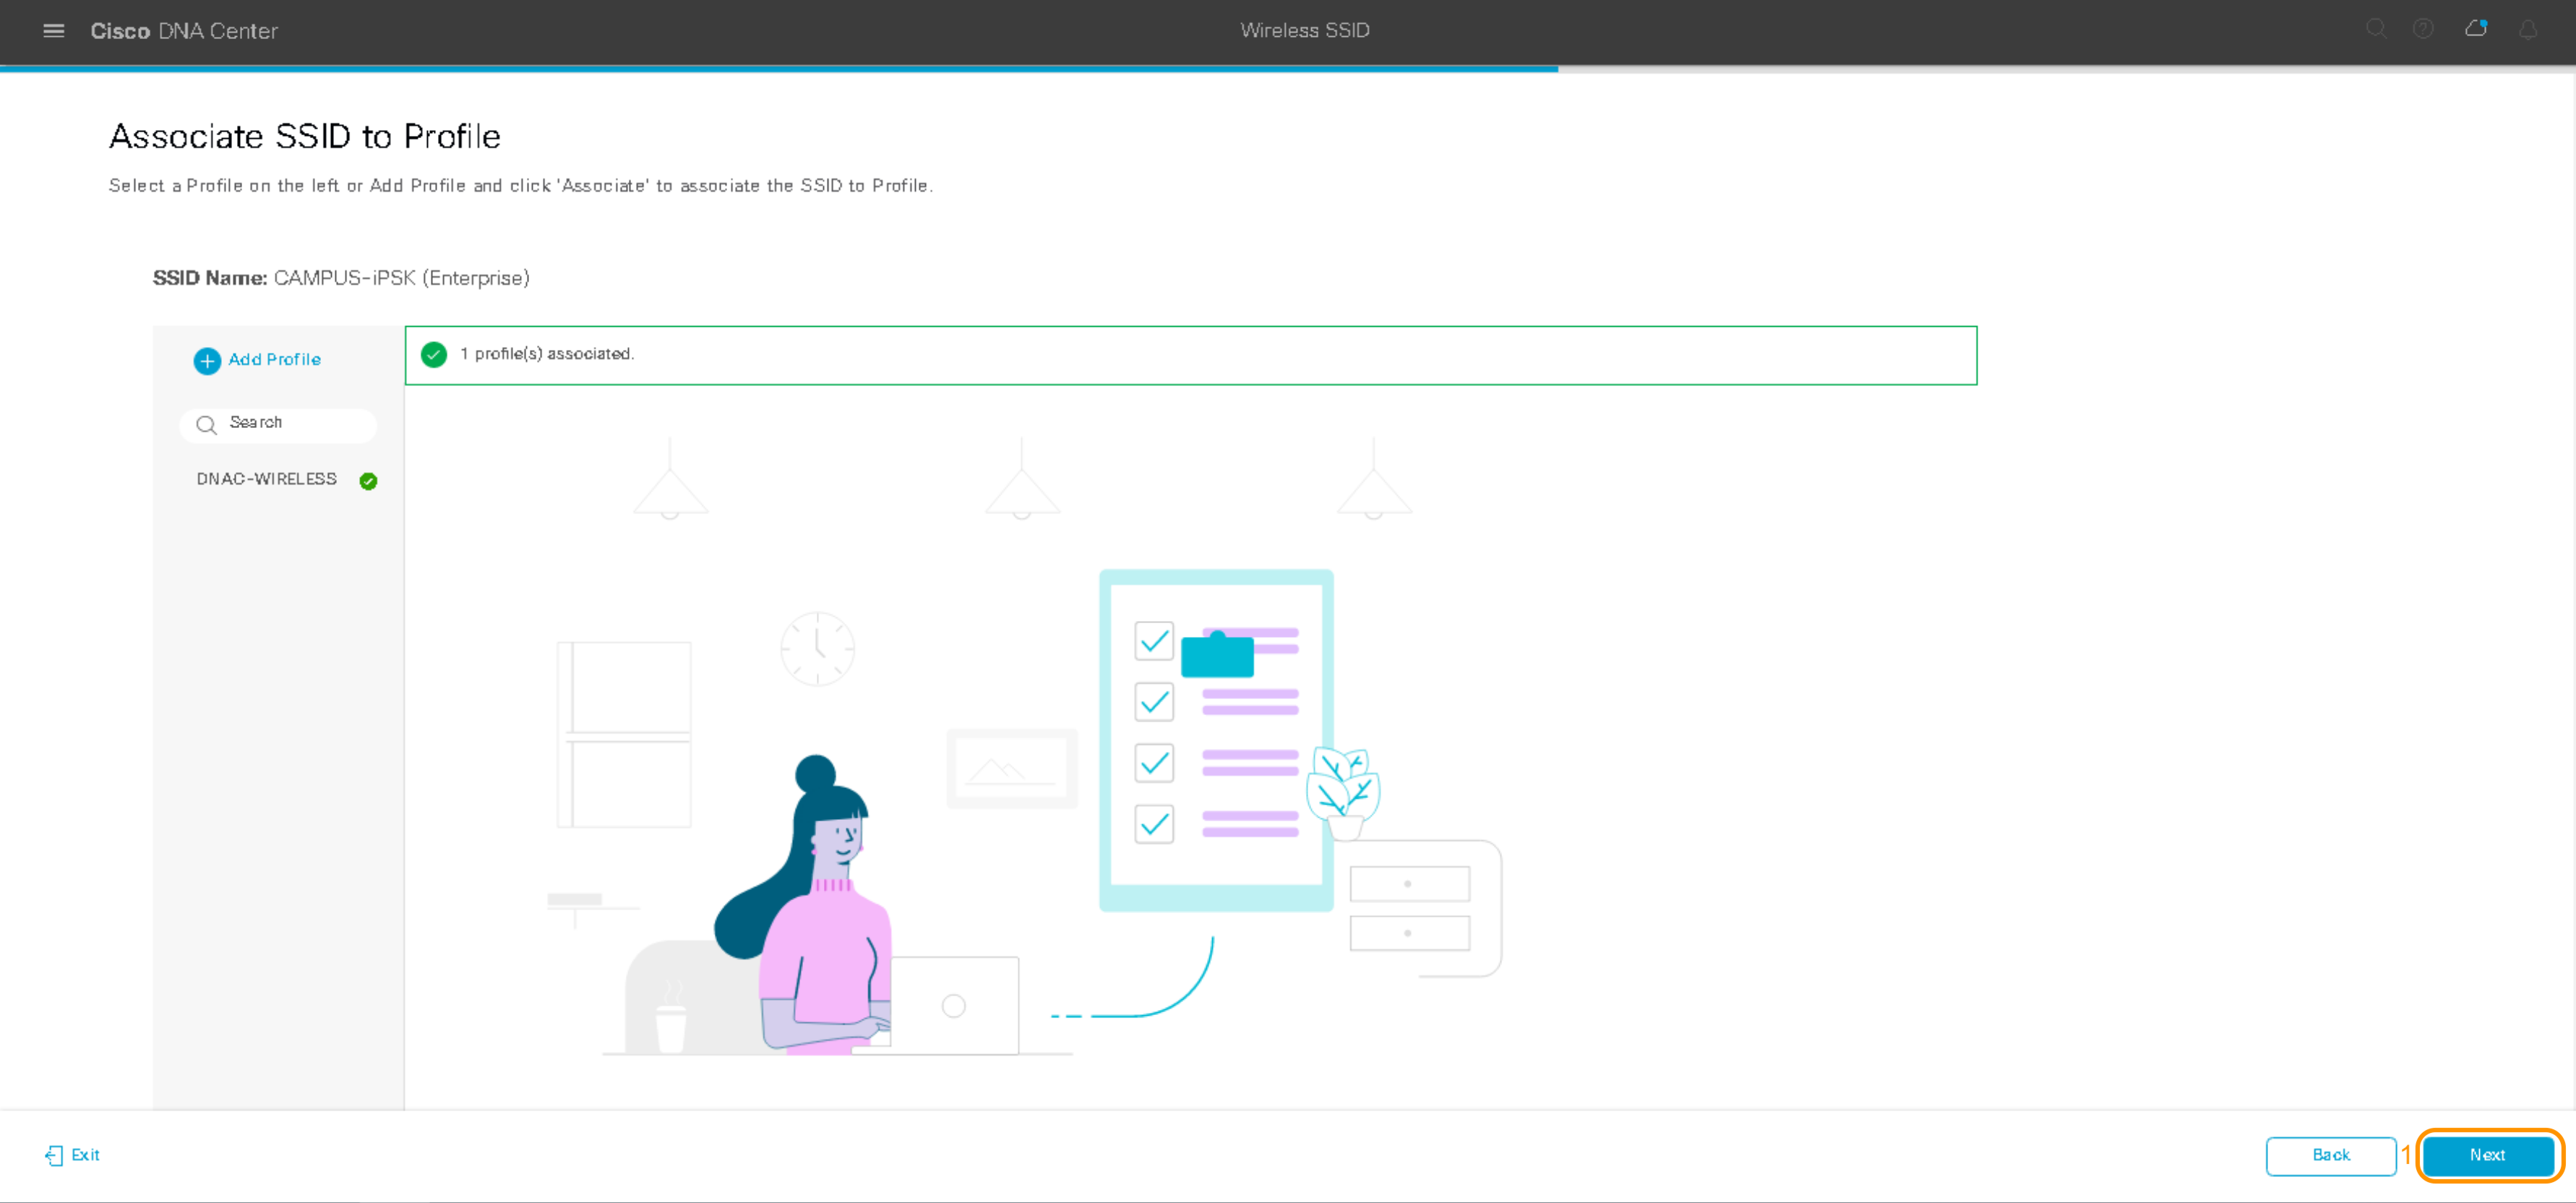 Cisco DNA Center
Wireless SSID
Associate SSID to Profile
Select a Profile on the left or Add Profile and click 'Associate' to associate the SSID to Profile.
SSID Name: CAMPUS-iPSK (Enterprise)
Add Profile
1 profile(s) associated.
Search
DNAC-WIRELESS
Exit
Back
1
Next